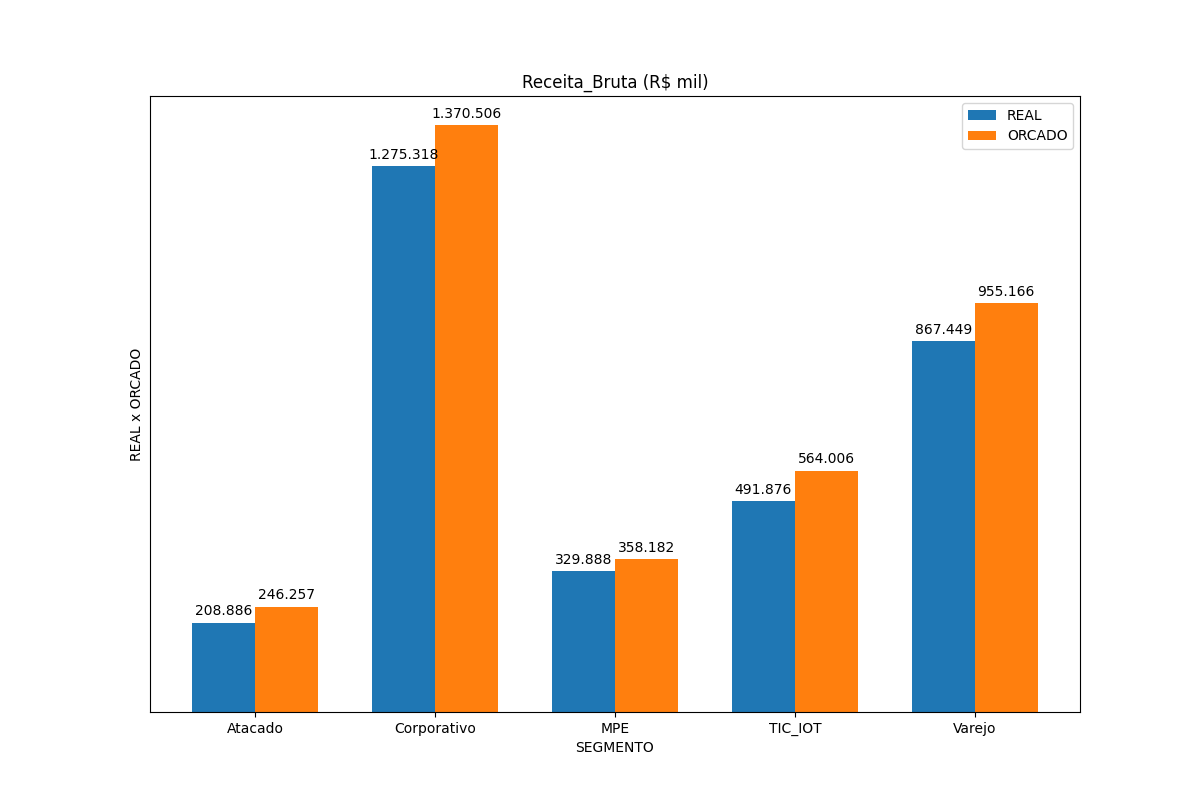 Receita_Bruta (R$ mil)
1.370.506
REAL
ORCADO
1.275.318
955.166
867.449
REAL x ORCADO
564.006
491.876
358.182
329.888
246.257
208.886
Atacado
Corporativo
MPE
TIC_IOT
Varejo
SEGMENTO